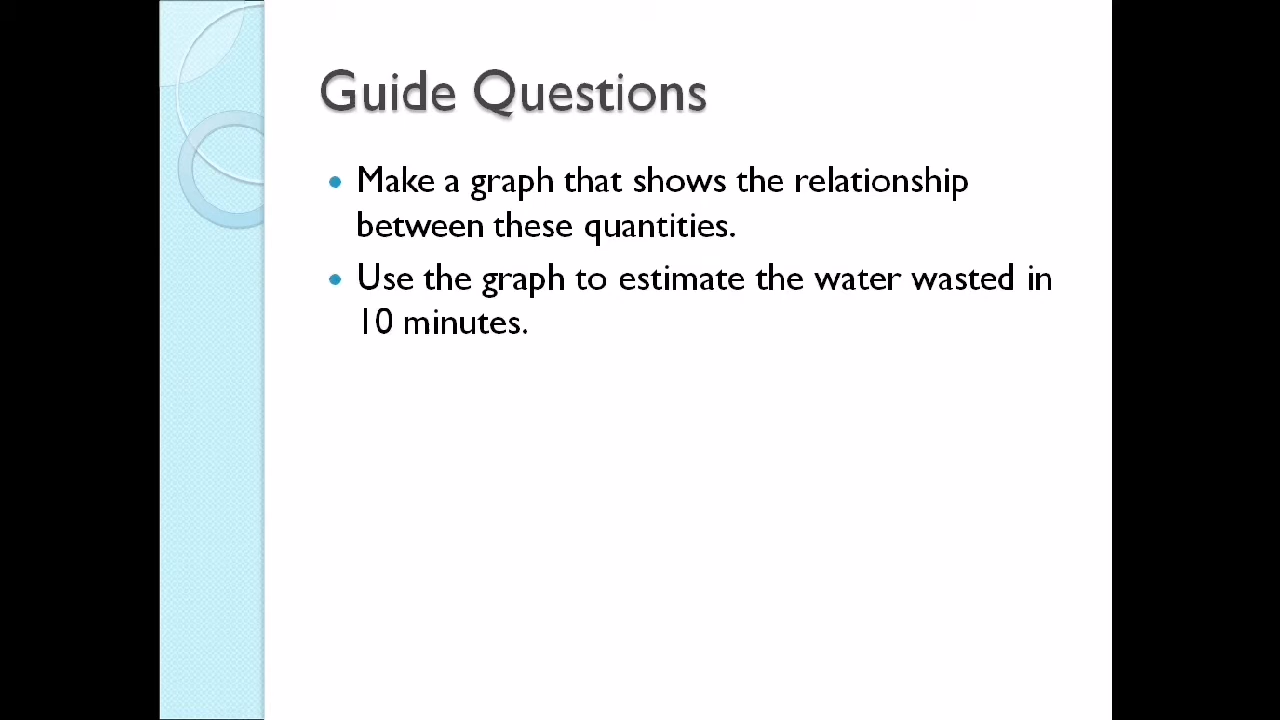 Guide Questions
• Make a graph that shows the relationship
between these quantities.
• Use the graph to estimate the water wasted in
10 minutes.